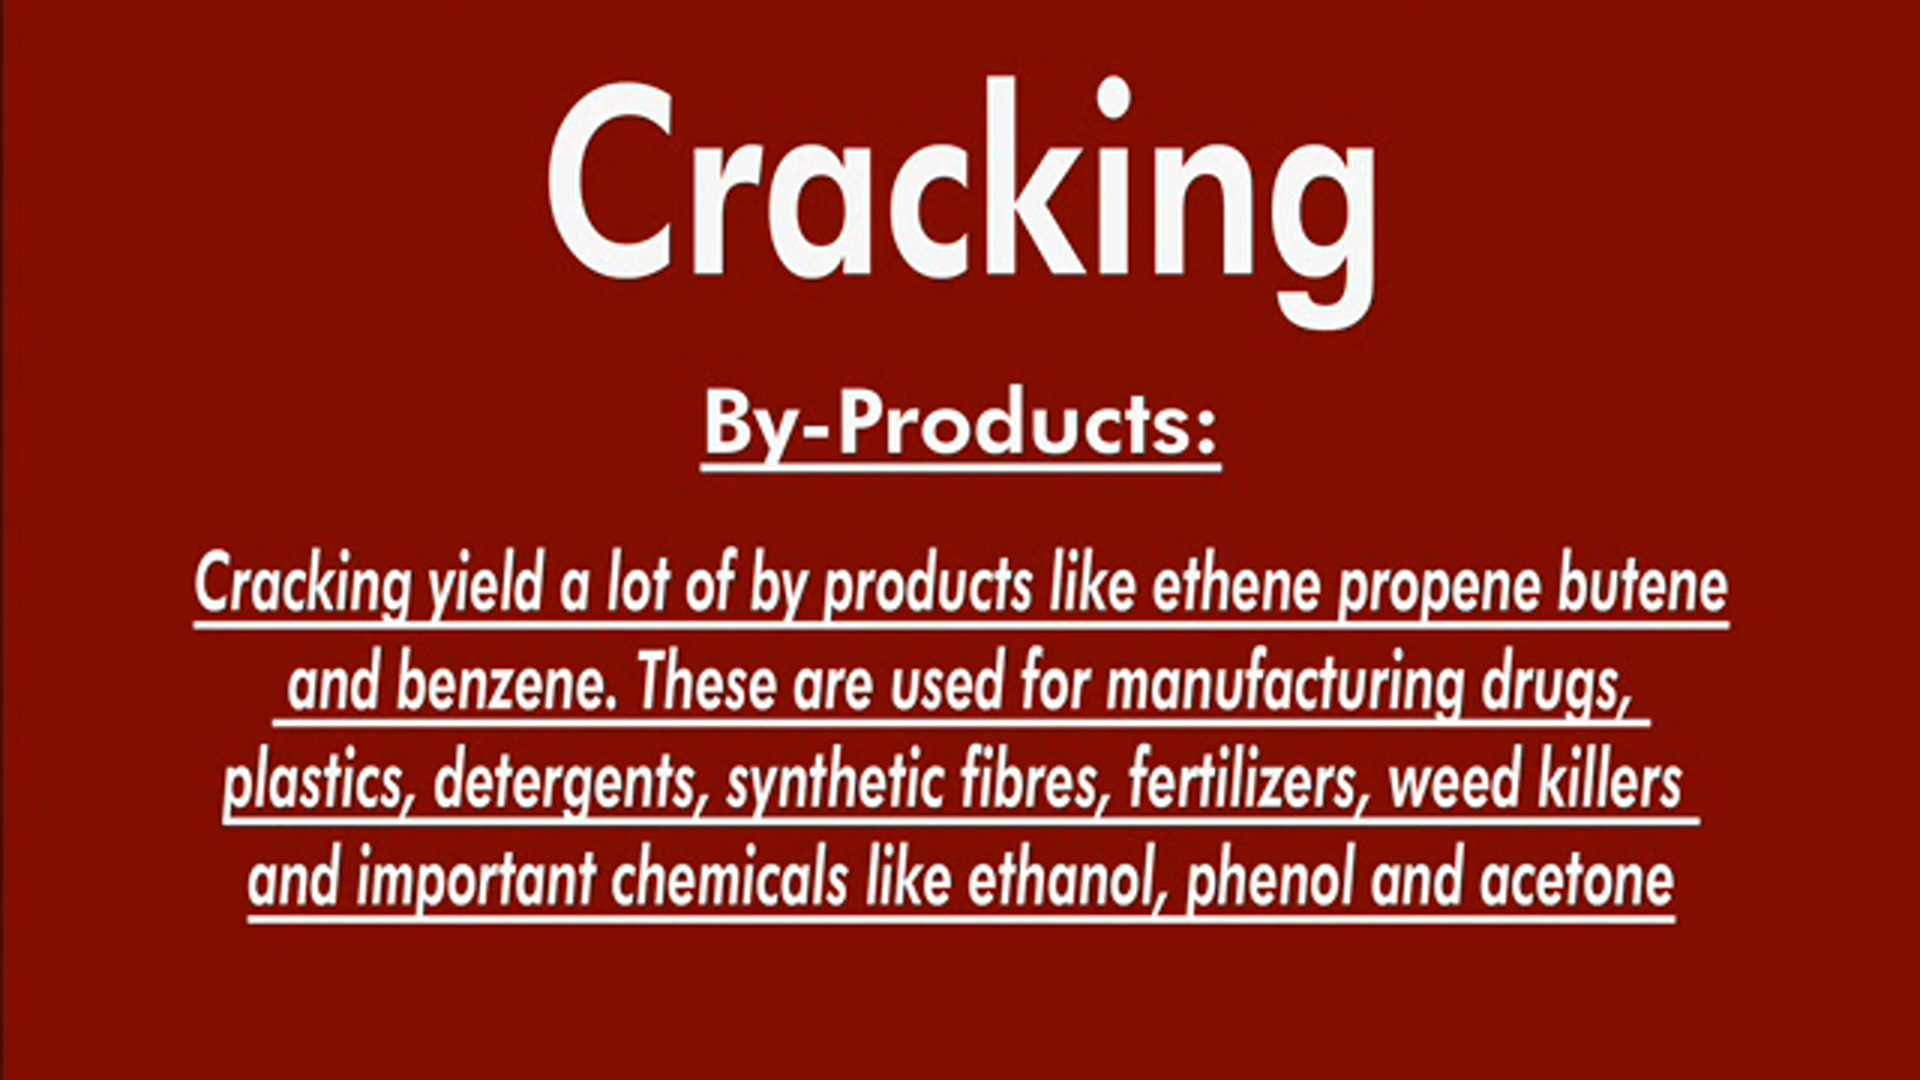 Cracking
By-Products:
Cracking yield a lot of by products like ethene propene butene
and benzene. These are used for manufacturing drugs,
plastics, detergents, synthetic fibres, fertilizers, weed killers
and important chemicals like ethanol, phenol and acetone